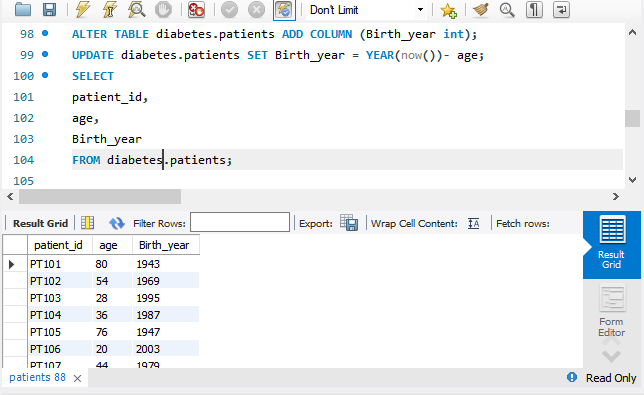 Don't Limit
98 ALTER TABLE diabetes.patients ADD COLUMN (Birth_year int);
99 UPDATE diabetes.patients SET Birth_year = YEAR(now())- age;
100 SELECT
101 patient_id,
102 age,
103 Birth_year
104 FROM diabetes.patients;
105
Result Grid Filter Rows: Export: Wrap Cell Content: Fetch rows:
patient_id age Birth_year
PT101 80 1943
PT102 54 1969
PT103 28 1995
PT104 36 1987
PT105 76 1947
PT106 20 2003
PT107 44 1979
Result
Grid
Form
Editor
patients 88
Read Only